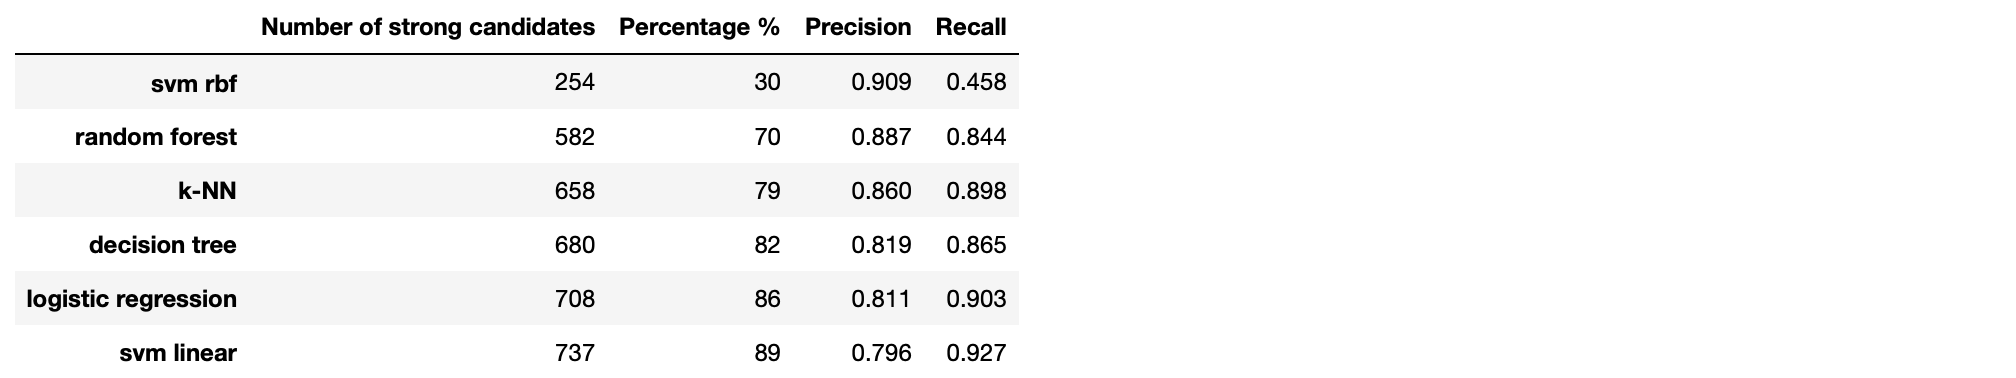 Number of strong candidates Percentage % Precision Recall
svm rbf 254 30 0.909 0.458
random forest 582 70 0.887 0.844
k-NN 658 79 0.860 0.898
decision tree 680 82 0.819 0.865
logistic regression 708 86 0.811 0.903
svm linear 737 89 0.796 0.927